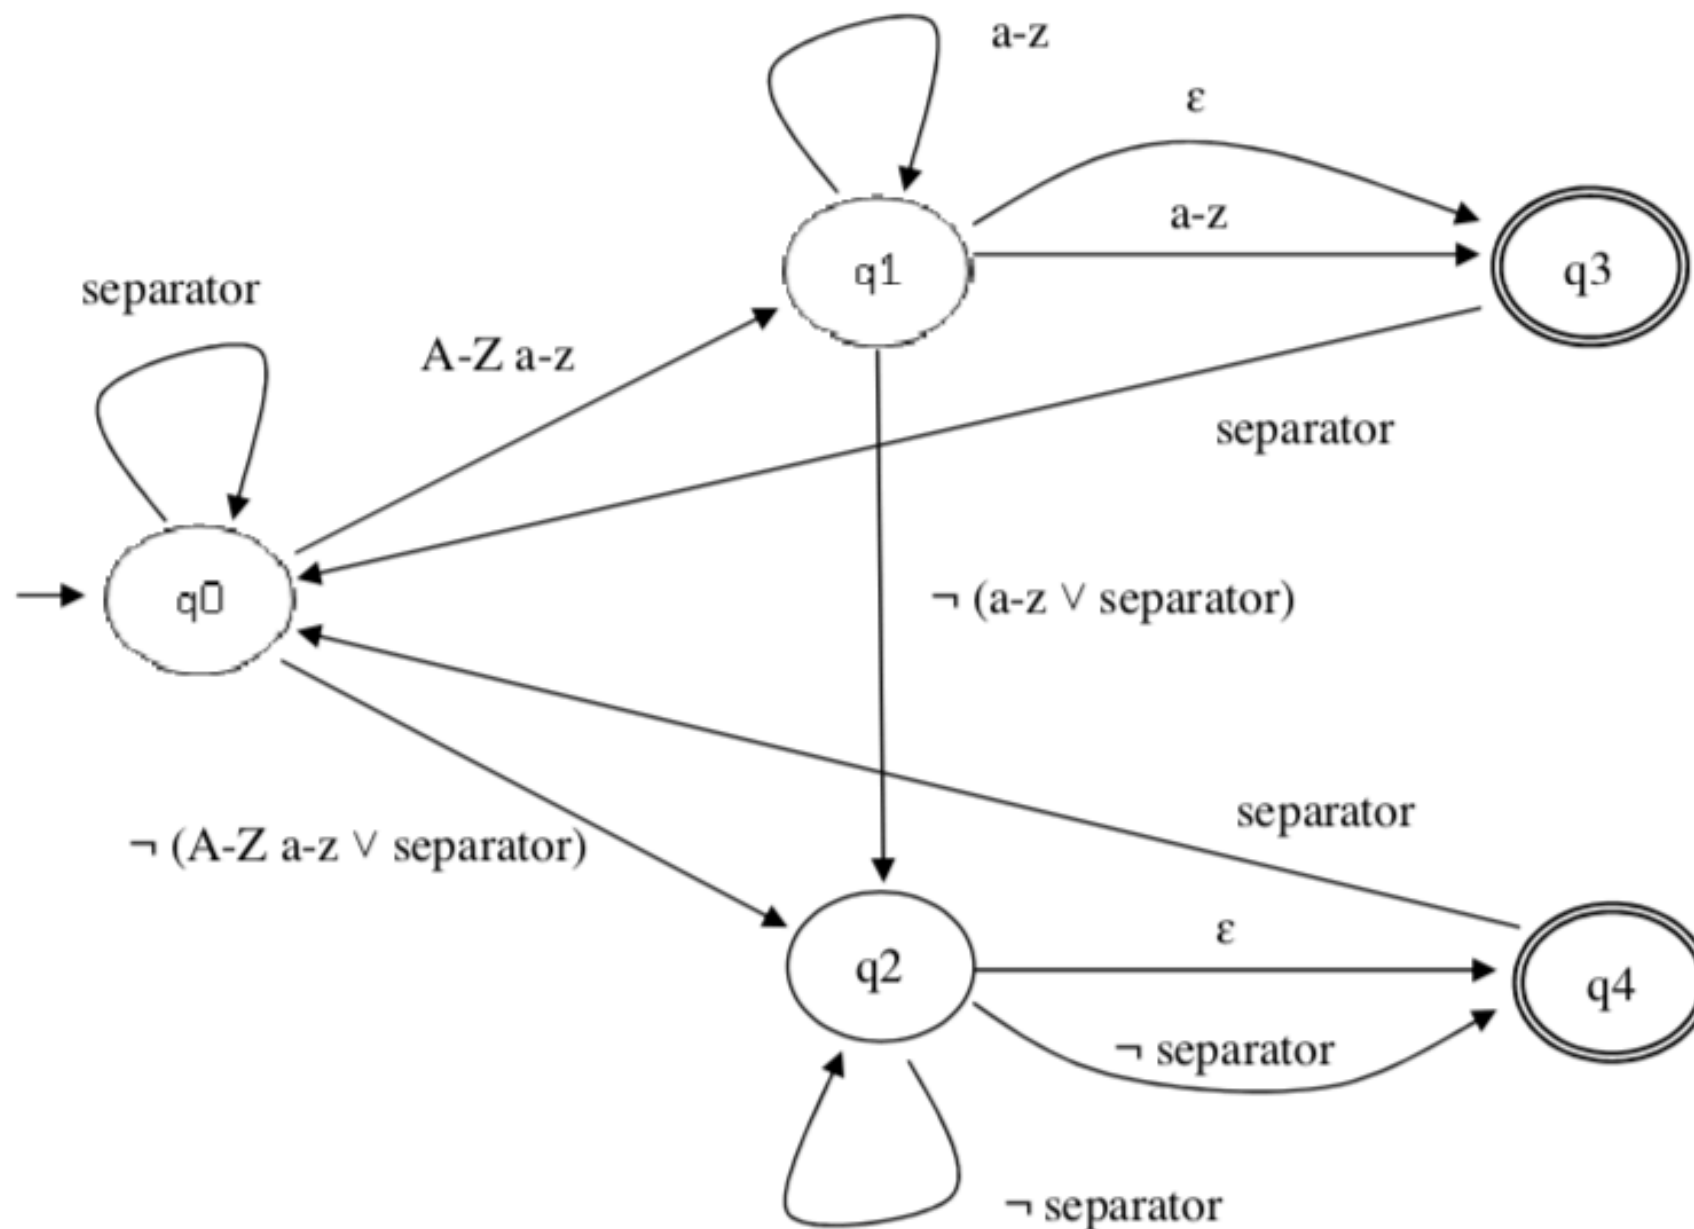 a-z
ε
a-z
q1
q3
separator
A-Z a-z
separator
q0
¬ (a-z ∨ separator)
separator
¬ (A-Z a-z ∨ separator)
ε
q2
q4
¬ separator
¬ separator